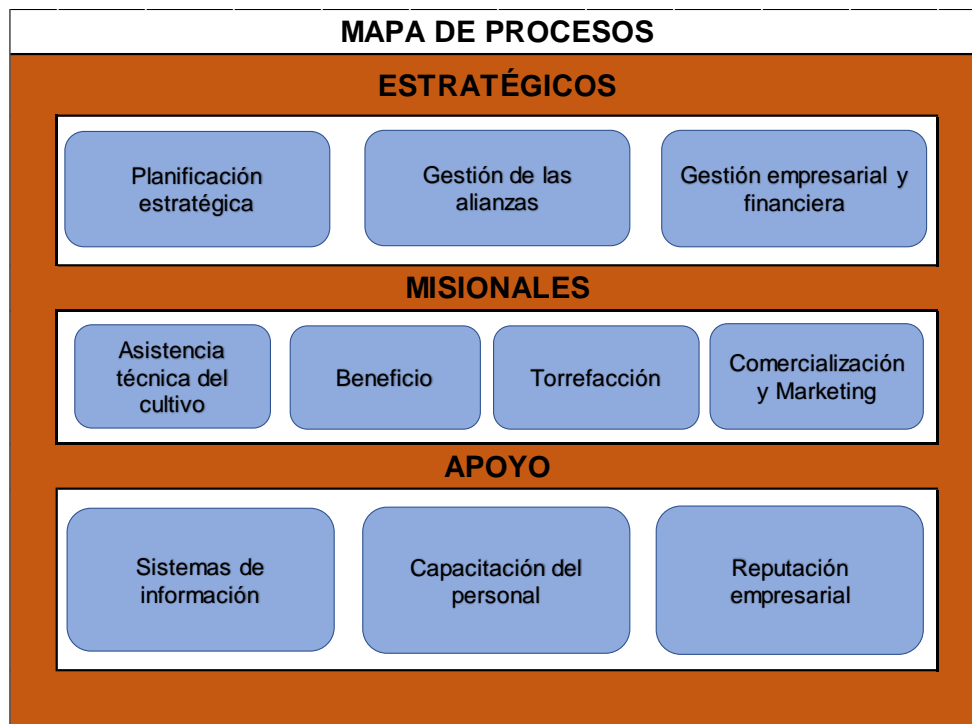 MAPA DE PROCESOS
ESTRATÉGICOS
Planificación
estratégica
Gestión de las
alianzas
Gestión empresarial y
financiera
MISIONALES
Asistencia
técnica del
cultivo
Beneficio
Torrefacción
Comercialización
y Marketing
APOYO
Sistemas de
información
Capacitación del
personal
Reputación
empresarial